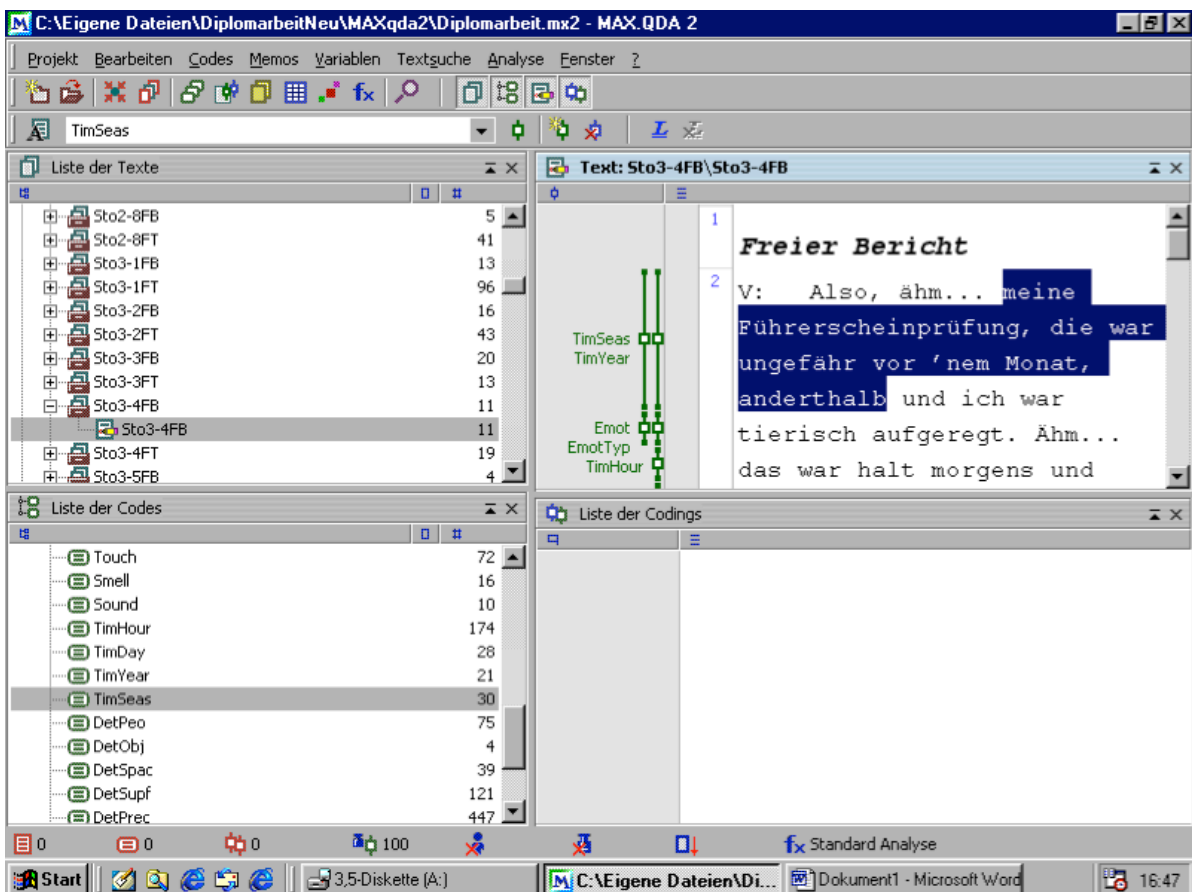 C:\Eigene Dateien\DiplomarbeitNeu\MAXqda2\Diplomarbeit.mx2 - MAX.QDA 2
Projekt Bearbeiten Codes Memos Variablen Textsuche Analyse Fenster ?
TimSeas
Liste der Texte
Sto2-8FB 5
Sto2-8FT 41
Sto3-1FB 13
Sto3-1FT 96
Sto3-2FB 16
Sto3-2FT 43
Sto3-3FB 20
Sto3-3FT 13
Sto3-4FB 11
Sto3-4FB 11
Sto3-4FT 19
Sto3-5FB 4
Text: Sto3-4FB\Sto3-4FB
TimSeas
TimYear
Emot
EmotTyp
TimHour
1
Freier Bericht
2
V: Also, ähm... meine
Führerscheinprüfung, die war
ungefähr vor ’nem Monat,
anderthalb und ich war
tierisch aufgeregt. Ähm...
das war halt morgens und
Liste der Codes
Touch 72
Smell 16
Sound 10
TimHour 174
TimDay 28
TimYear 21
TimSeas 30
DetPeo 75
DetObj 4
DetSpac 39
DetSupf 121
DetPrec 447
Liste der Codings
0 0 0 100 fx Standard Analyse
Start 3,5-Diskette (A:) C:\Eigene Dateien\Di... Dokument1 - Microsoft Word 16:47